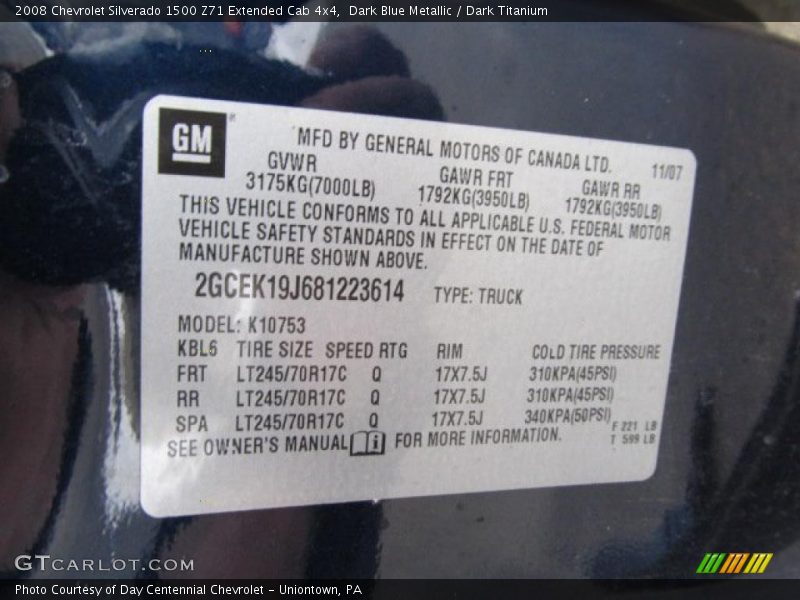 2008 Chevrolet Silverado 1500 Z71 Extended Cab 4x4, Dark Blue Metallic / Dark Titanium
GM
MFD BY GENERAL MOTORS OF CANADA LTD. 11/07
GVWR GAWR FRT GAWR RR
3175KG(7000LB) 1792KG(3950LB) 1792KG(3950LB)
THIS VEHICLE CONFORMS TO ALL APPLICABLE U.S. FEDERAL MOTOR
VEHICLE SAFETY STANDARDS IN EFFECT ON THE DATE OF
MANUFACTURE SHOWN ABOVE.
2GCEK19J681223614 TYPE: TRUCK
MODEL: K10753
KBL6 TIRE SIZE SPEED RTG RIM COLD TIRE PRESSURE
FRT LT245/70R17C Q 17X7.5J 310KPA(45PSI)
RR LT245/70R17C Q 17X7.5J 310KPA(45PSI)
SPA LT245/70R17C Q 17X7.5J 340KPA(50PSI)
F 221 LB
T 599 LB
SEE OWNER'S MANUAL i FOR MORE INFORMATION.
GTCARLOT.COM
Photo Courtesy of Day Centennial Chevrolet - Uniontown, PA